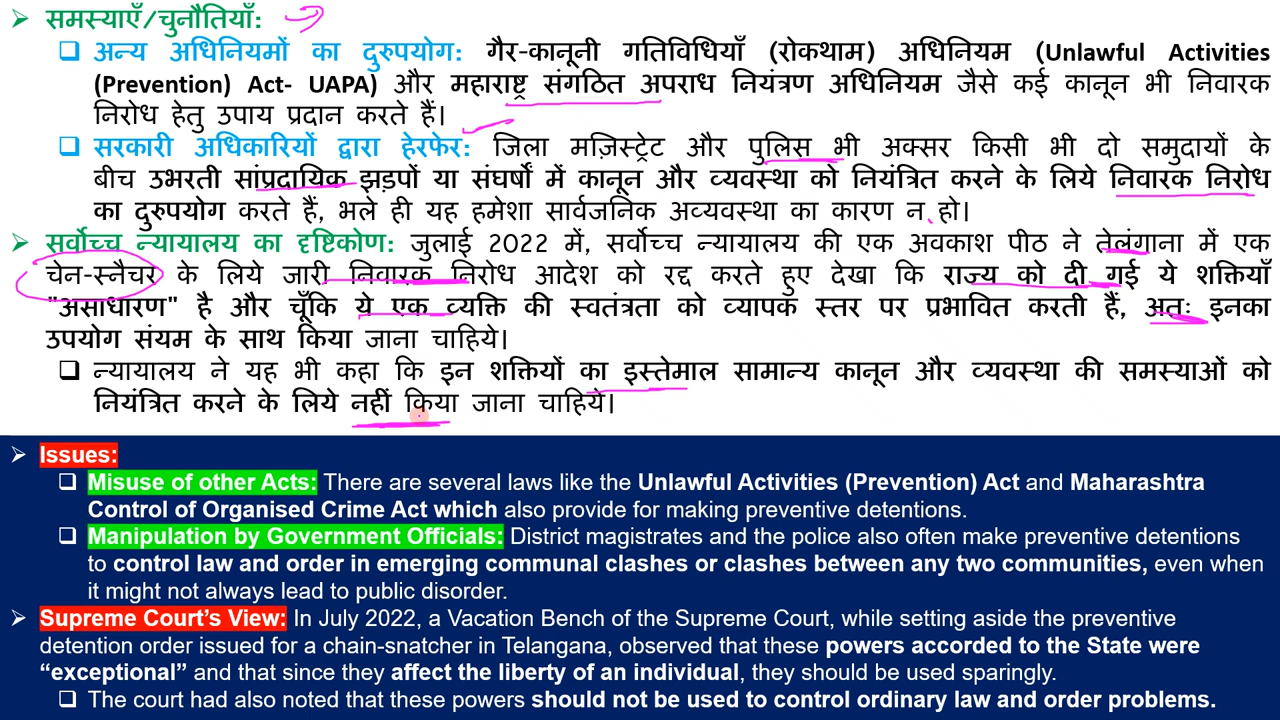 ➢ समस्याएँ/चुनौतियाँ:
❑ अन्य अधिनियमों का दुरुपयोग: गैर-कानूनी गतिविधियाँ (रोकथाम) अधिनियम (Unlawful Activities
(Prevention) Act- UAPA) और महाराष्ट्र संगठित अपराध नियंत्रण अधिनियम जैसे कई कानून भी निवारक
निरोध हेतु उपाय प्रदान करते हैं।
❑ सरकारी अधिकारियों द्वारा हेरफेर: जिला मज़िस्ट्रेट और पुलिस भी अक्सर किसी भी दो समुदायों के
बीच उभरती सांप्रदायिक झड़पों या संघर्षों में कानून और व्यवस्था को नियंत्रित करने के लिये निवारक निरोध
का दुरुपयोग करते हैं, भले ही यह हमेशा सार्वजनिक अव्यवस्था का कारण न हो।
➢ सर्वोच्च न्यायालय का दृष्टिकोण: जुलाई 2022 में, सर्वोच्च न्यायालय की एक अवकाश पीठ ने तेलंगाना में एक
चेन-स्नैचर के लिये जारी निवारक निरोध आदेश को रद्द करते हुए देखा कि राज्य को दी गई ये शक्तियाँ
"असाधारण" है और चूँकि ये एक व्यक्ति की स्वतंत्रता को व्यापक स्तर पर प्रभावित करती हैं, अतः इनका
उपयोग संयम के साथ किया जाना चाहिये।
❑ न्यायालय ने यह भी कहा कि इन शक्तियों का इस्तेमाल सामान्य कानून और व्यवस्था की समस्याओं को
नियंत्रित करने के लिये नहीं किया जाना चाहिये।
➢ Issues:
❑ Misuse of other Acts: There are several laws like the Unlawful Activities (Prevention) Act and Maharashtra
Control of Organised Crime Act which also provide for making preventive detentions.
❑ Manipulation by Government Officials: District magistrates and the police also often make preventive detentions
to control law and order in emerging communal clashes or clashes between any two communities, even when
it might not always lead to public disorder.
➢ Supreme Court’s View: In July 2022, a Vacation Bench of the Supreme Court, while setting aside the preventive
detention order issued for a chain-snatcher in Telangana, observed that these powers accorded to the State were
“exceptional” and that since they affect the liberty of an individual, they should be used sparingly.
❑ The court had also noted that these powers should not be used to control ordinary law and order problems.